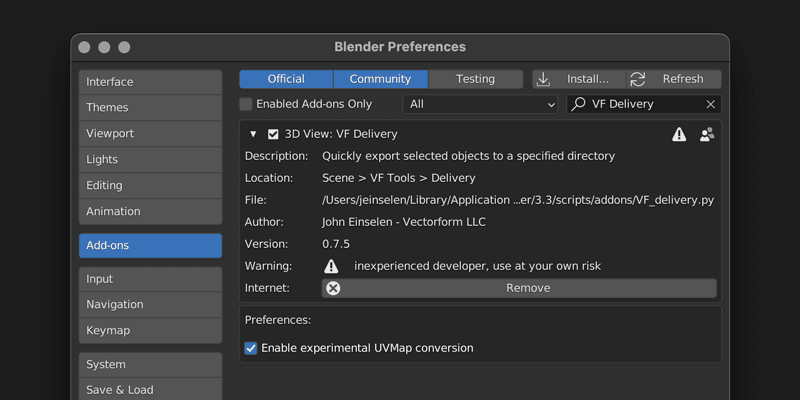 Blender Preferences
Interface
Themes
Viewport
Lights
Editing
Animation
Add-ons
Input
Navigation
Keymap
System
Save & Load
Official Community Testing Install... Refresh
Enabled Add-ons Only All VF Delivery
3D View: VF Delivery
Description: Quickly export selected objects to a specified directory
Location: Scene > VF Tools > Delivery
File: /Users/jeinselen/Library/Application ...er/3.3/scripts/addons/VF_delivery.py
Author: John Einselen - Vectorform LLC
Version: 0.7.5
Warning: inexperienced developer, use at your own risk
Internet: Remove
Preferences:
Enable experimental UVMap conversion